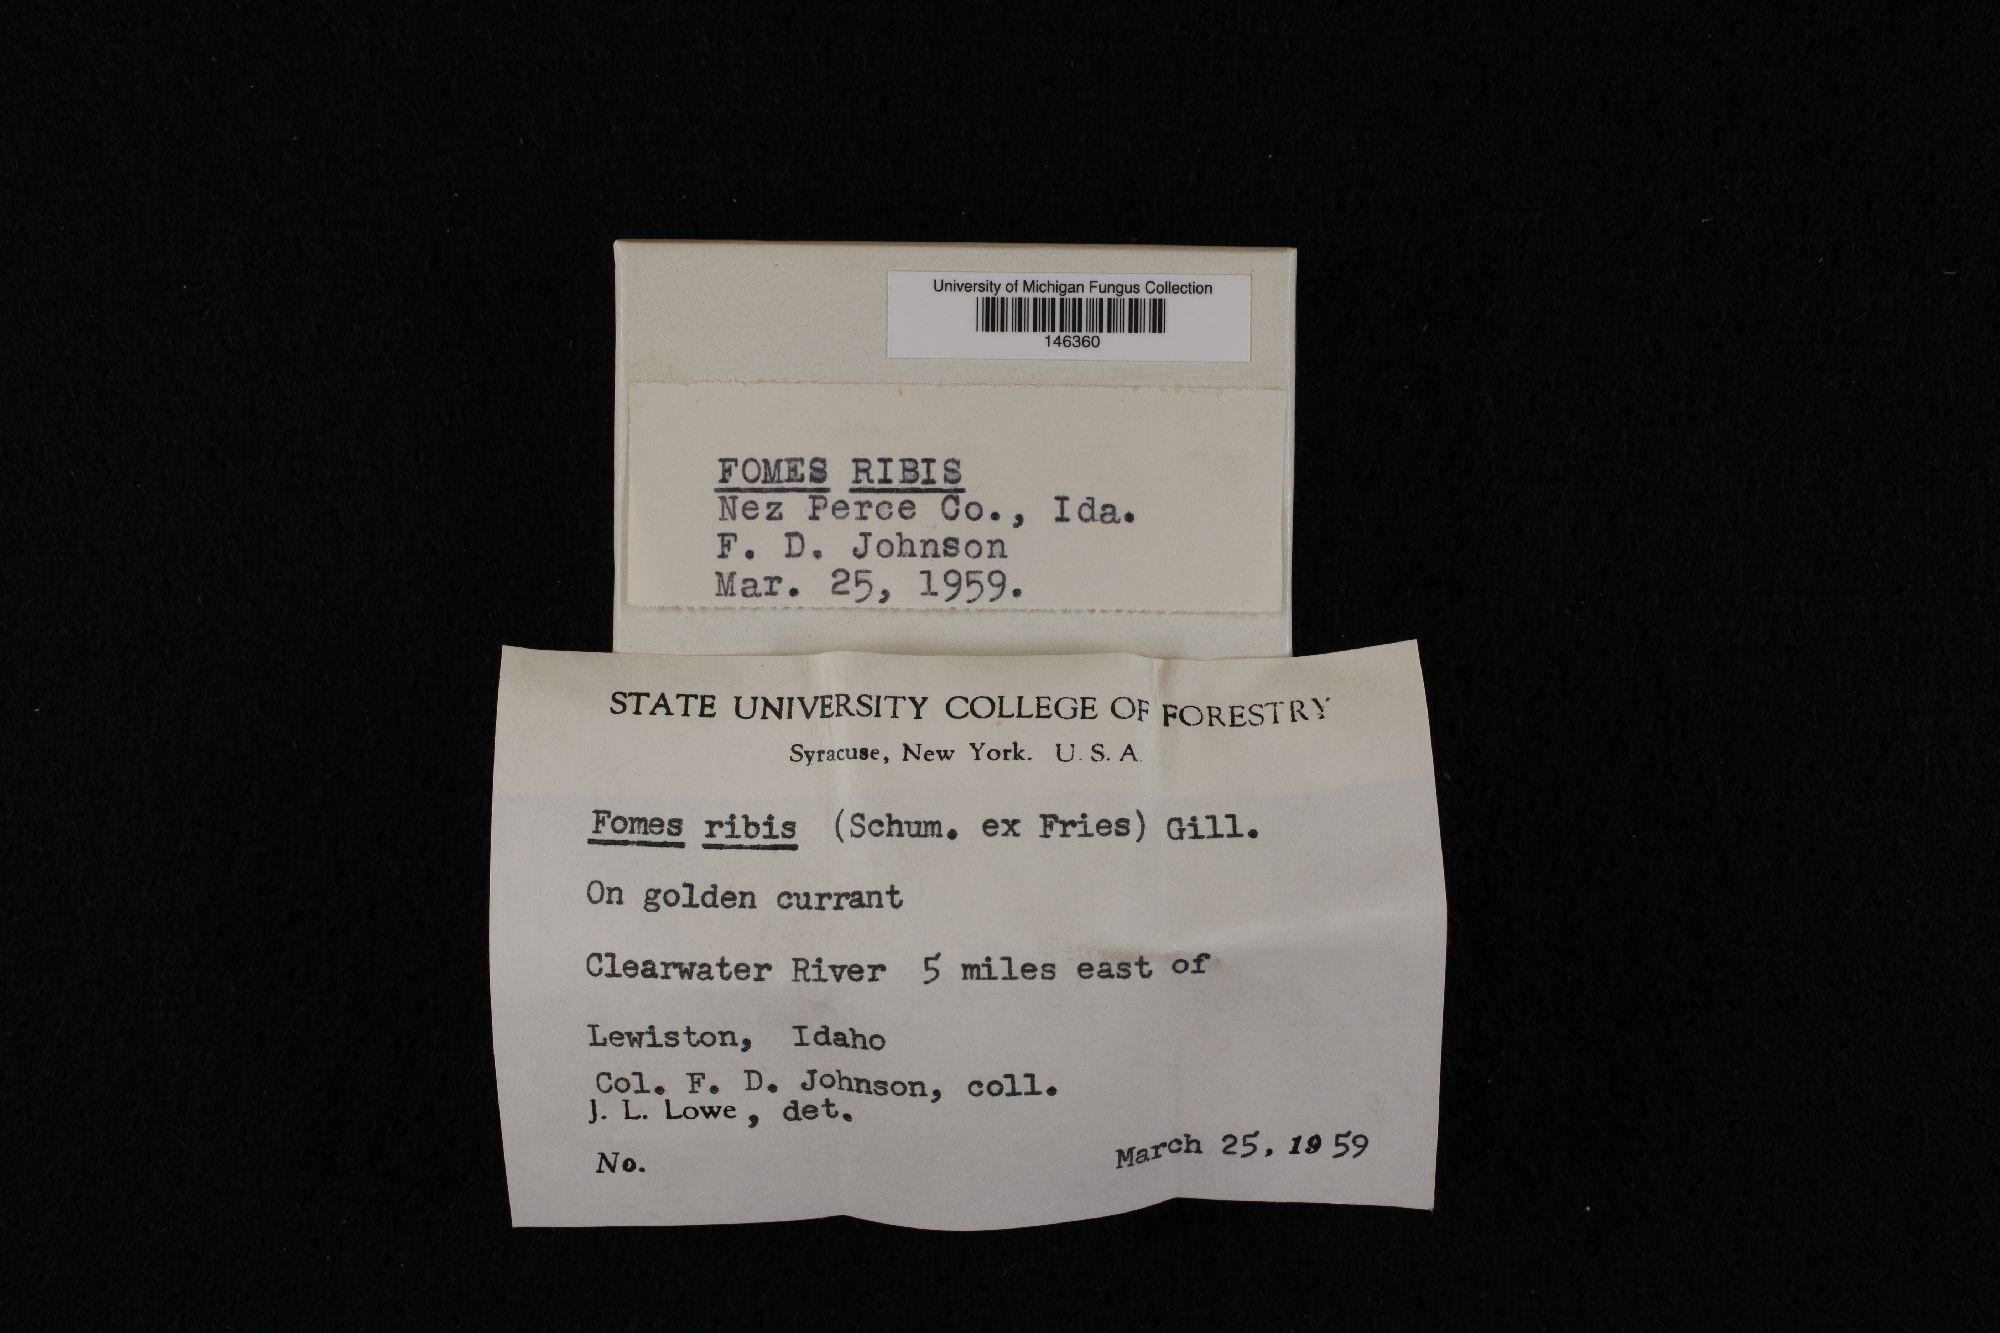 University of Michigan Fungus Collection
146360
FOMES RIBIS
Nez Perce Co., Ida.
F. D. Johnson
Mar. 25, 1959.
STATE UNIVERSITY COLLEGE OF FORESTRY
Syracuse, New York. U. S. A.
Fomes ribis (Schum. ex Fries) Gill.
On golden currant
Clearwater River 5 miles east of
Lewiston, Idaho
Col. F. D. Johnson, coll.
J. L. Lowe, det.
No.
March 25, 1959